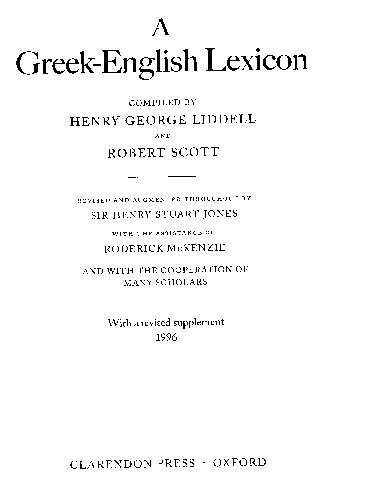 A
Greek-English Lexicon
COMPILED BY
HENRY GEORGE LIDDELL
AND
ROBERT SCOTT
REVISED AND AUGMENTED THROUGHOUT BY
SIR HENRY STUART JONES
WITH THE ASSISTANCE OF
RODERICK McKENZIE
AND WITH THE COOPERATION OF
MANY SCHOLARS
With a revised supplement
1996
CLARENDON PRESS · OXFORD